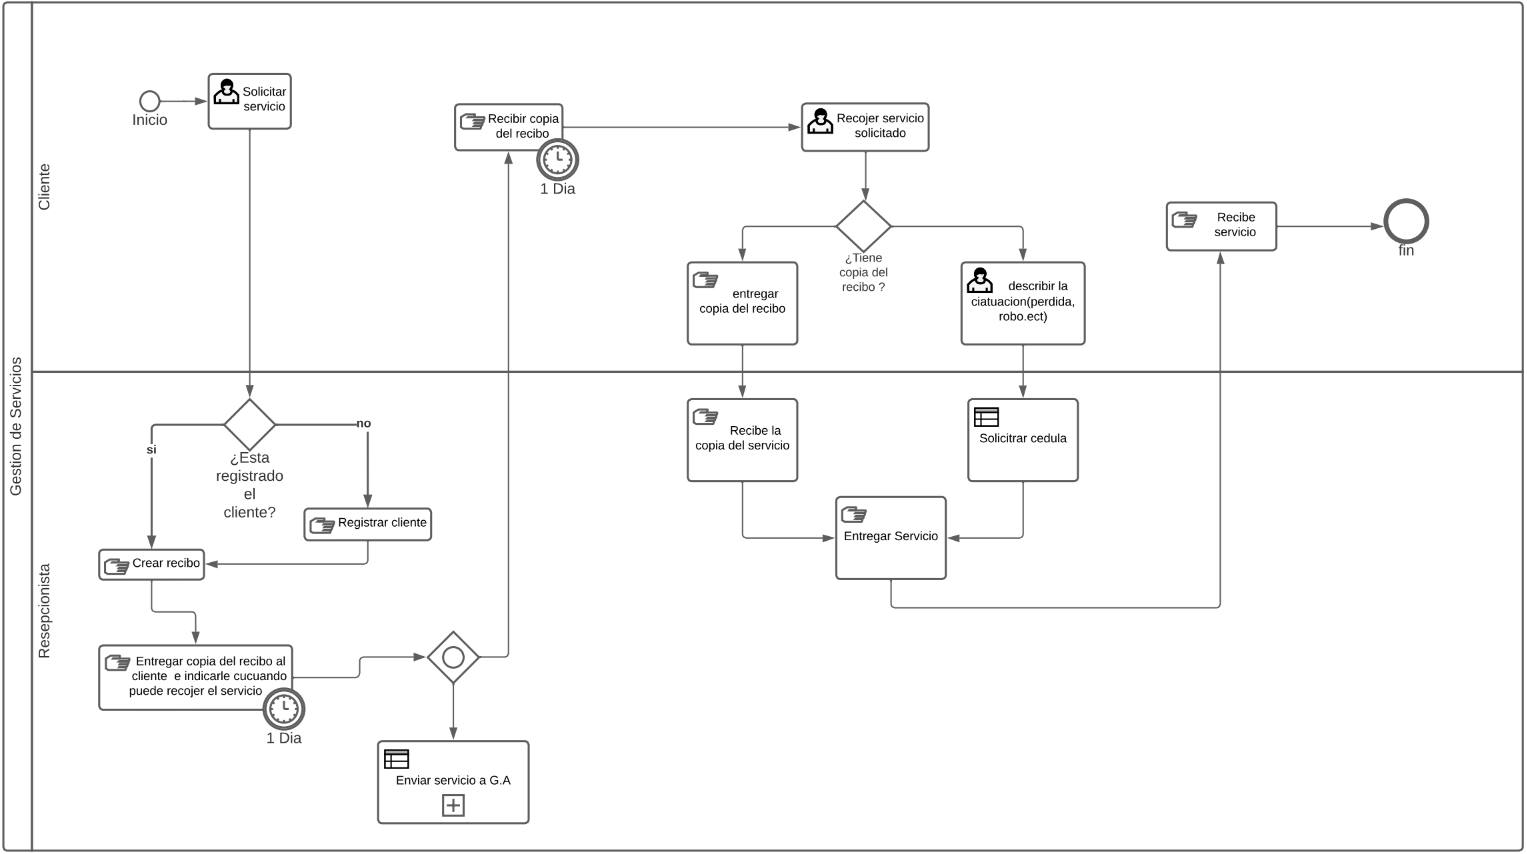 Gestion de Servicios
Cliente
Inicio
Solicitar
servicio
Recibir copia
del recibo
1 Dia
Recojer servicio
solicitado
¿Tiene
copia del
recibo ?
entregar
copia del recibo
describir la
ciatuacion(perdida,
robo.ect)
Recibe
servicio
fin
Resepcionista
¿Esta
registrado
el
cliente?
si
no
Registrar cliente
Crear recibo
Entregar copia del recibo al
cliente e indicarle cucuando
puede recojer el servicio
1 Dia
Enviar servicio a G.A
Recibe la
copia del servicio
Solicitrar cedula
Entregar Servicio